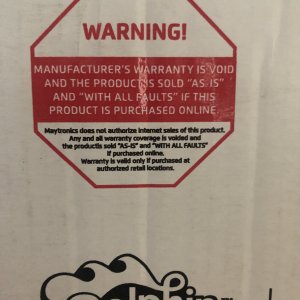 WARNING!
MANUFACTURER'S WARRANTY IS VOID
AND THE PRODUCT IS SOLD "AS-IS"
AND "WITH ALL FAULTS" IF THIS
PRODUCT IS PURCHASED ONLINE.
Maytronics does not authorize internet sales of this product.
Any and all warranty coverage is voided and
the productis sold "AS-IS" and "WITH ALL FAULTS"
if purchased online.
Warranty is valid only if purchased at
authorized retail locations.
dolphin